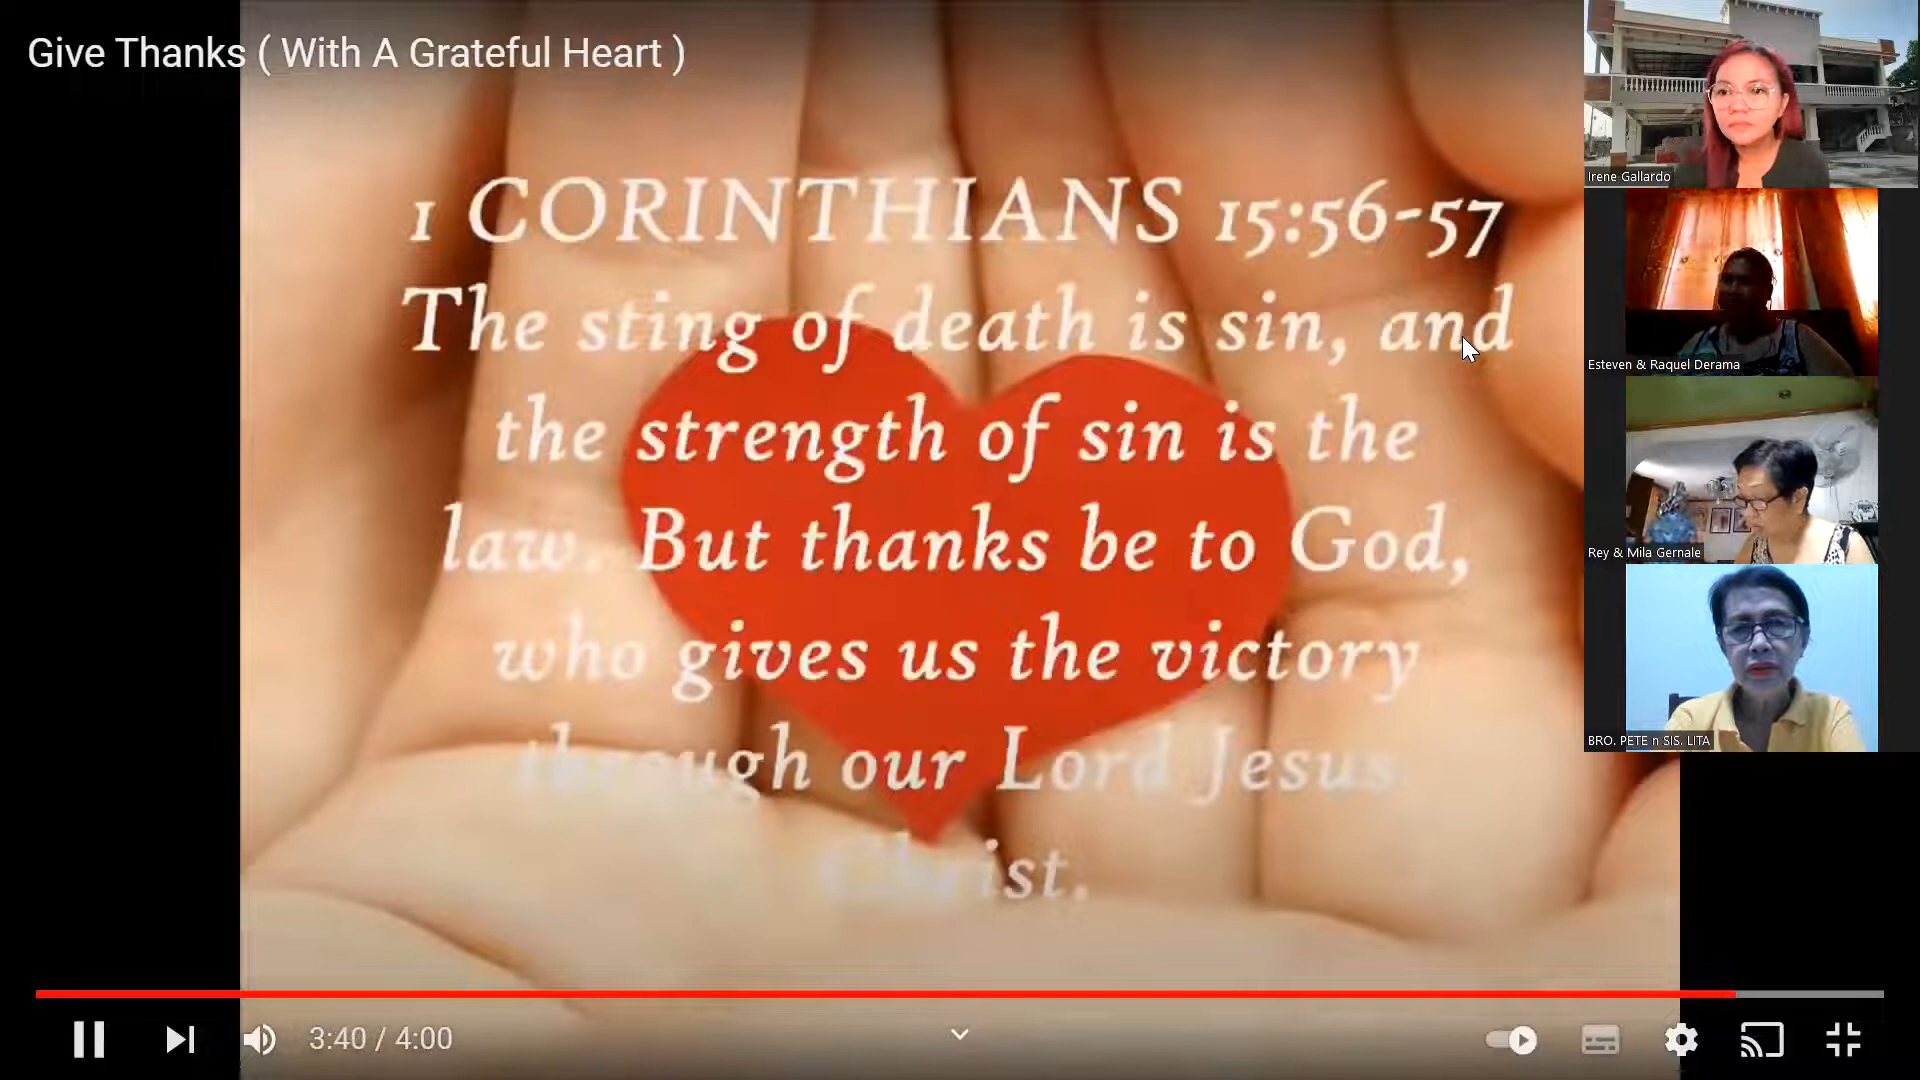 Give Thanks ( With A Grateful Heart )
1 CORINTHIANS 15:56-57
The sting of death is sin, and
the strength of sin is the
law. But thanks be to God,
who gives us the victory
through our Lord Jesus
Christ.
Irene Gallardo
Esteven & Raquel Derama
Rey & Mila Gernale
BRO. PETE n SIS. LITA
3:40 / 4:00